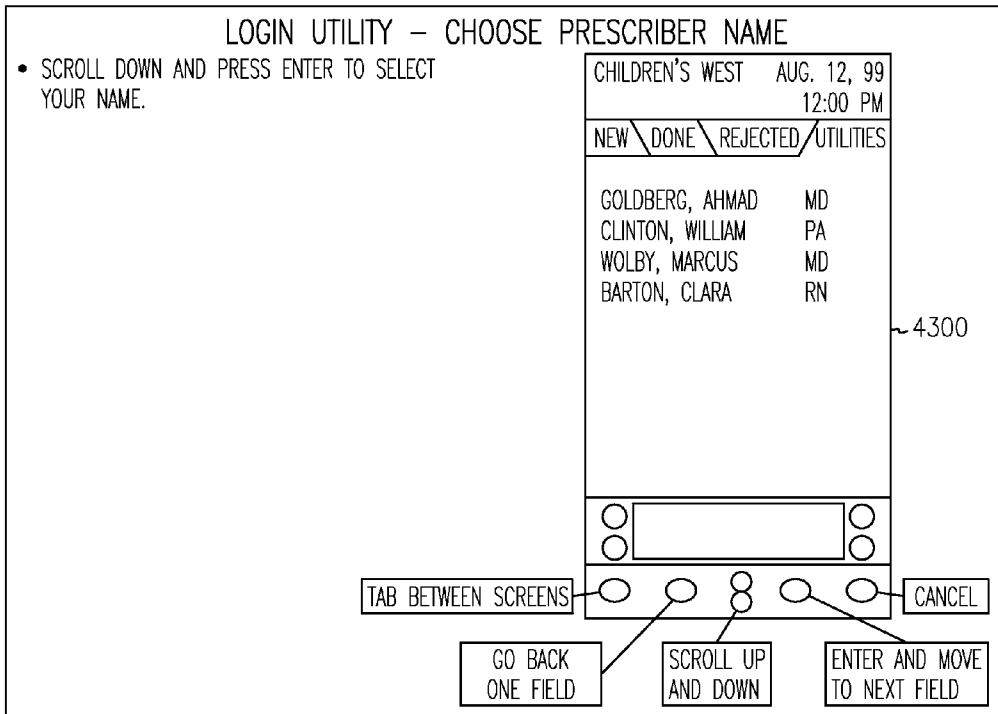 LOGIN UTILITY – CHOOSE PRESCRIBER NAME
• SCROLL DOWN AND PRESS ENTER TO SELECT
YOUR NAME.
CHILDREN'S WEST AUG. 12, 99
12:00 PM
NEW DONE REJECTED UTILITIES
GOLDBERG, AHMAD MD
CLINTON, WILLIAM PA
WOLBY, MARCUS MD
BARTON, CLARA RN
4300
TAB BETWEEN SCREENS
CANCEL
GO BACK
ONE FIELD
SCROLL UP
AND DOWN
ENTER AND MOVE
TO NEXT FIELD